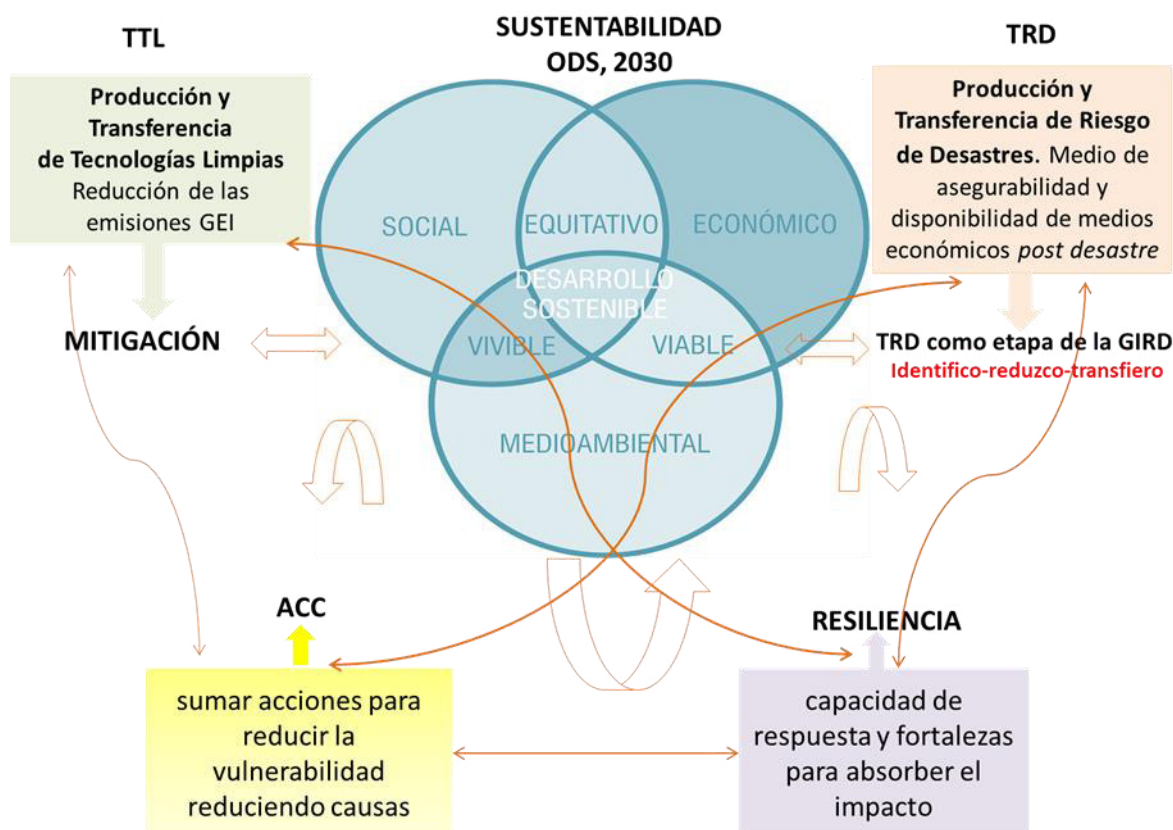 TTL
Producción y
Transferencia
de Tecnologías Limpias
Reducción de las
emisiones GEI
MITIGACIÓN
SUSTENTABILIDAD
ODS, 2030
SOCIAL
EQUITATIVO
ECONÓMICO
DESARROLLO
SOSTENIBLE
VIVIBLE
VIABLE
MEDIOAMBIENTAL
TRD
Producción y
Transferencia de Riesgo
de Desastres. Medio de
asegurabilidad y
disponibilidad de medios
económicos post desastre
TRD como etapa de la GIRD
Identifico-reduzco-transfiero
ACC
sumar acciones para
reducir la
vulnerabilidad
reduciendo causas
RESILIENCIA
capacidad de
respuesta y fortalezas
para absorber el
impacto